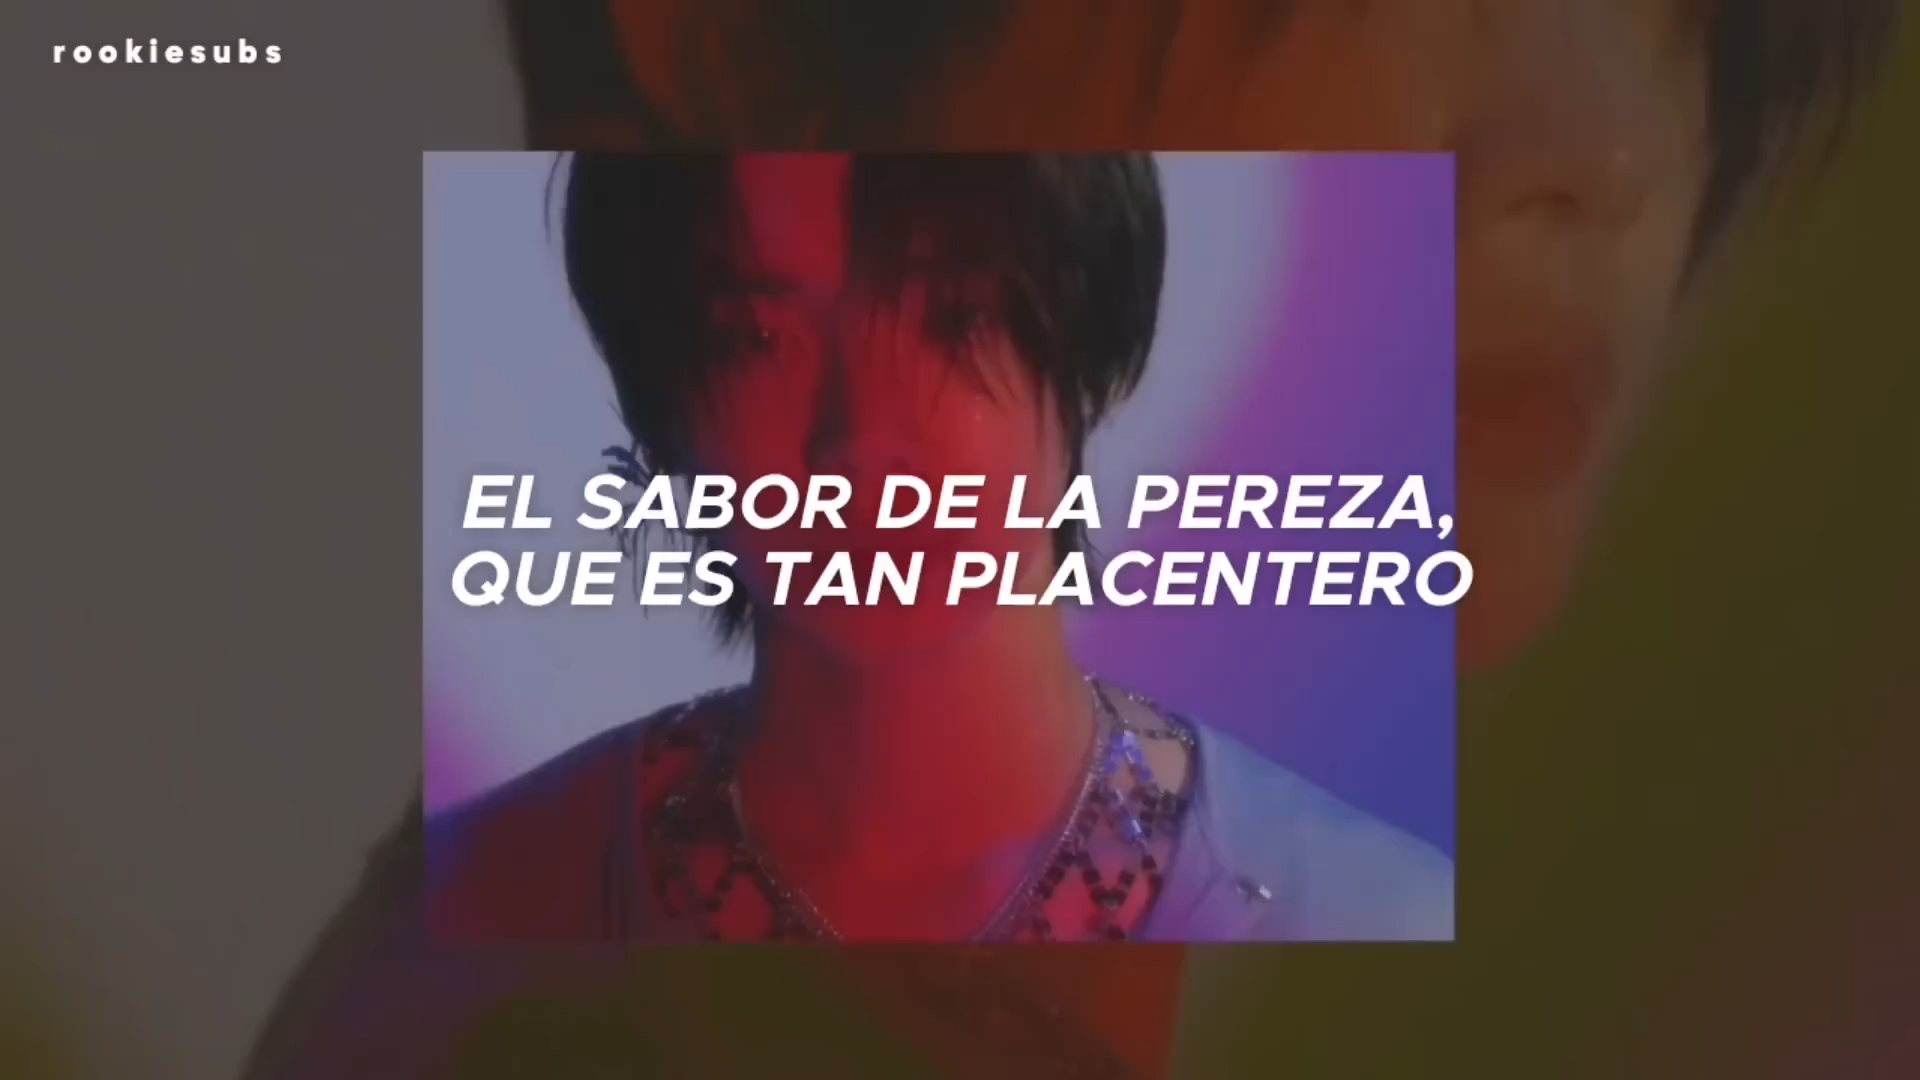 rookiesubs
EL SABOR DE LA PEREZA,
QUE ES TAN PLACENTERO